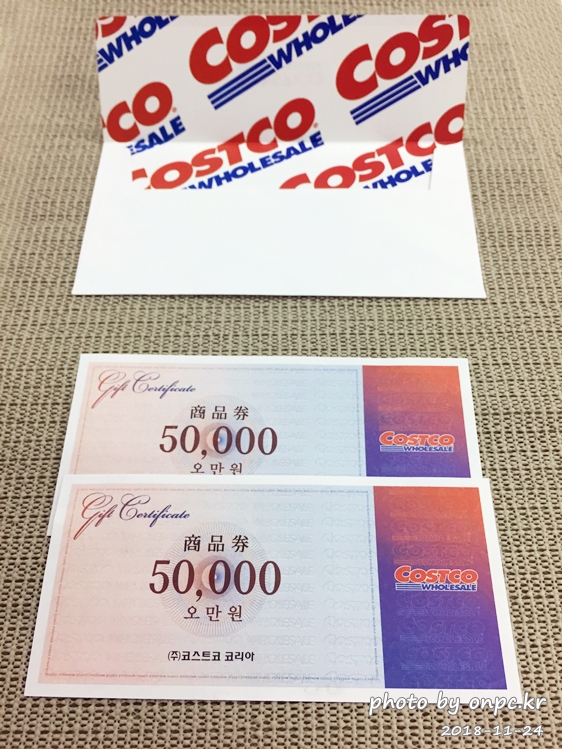 COSTCO
WHOLESALE
COSTCO
WHOLESALE
COSTCO
WHOLESALE
COSTCO
WHOLESALE
Gift Certificate
商品券
50,000
오만원
COSTCO
WHOLESALE
Gift Certificate
商品券
50,000
오만원
(주)코스트코 코리아
COSTCO
WHOLESALE
photo by onpc.kr
2018-11-24